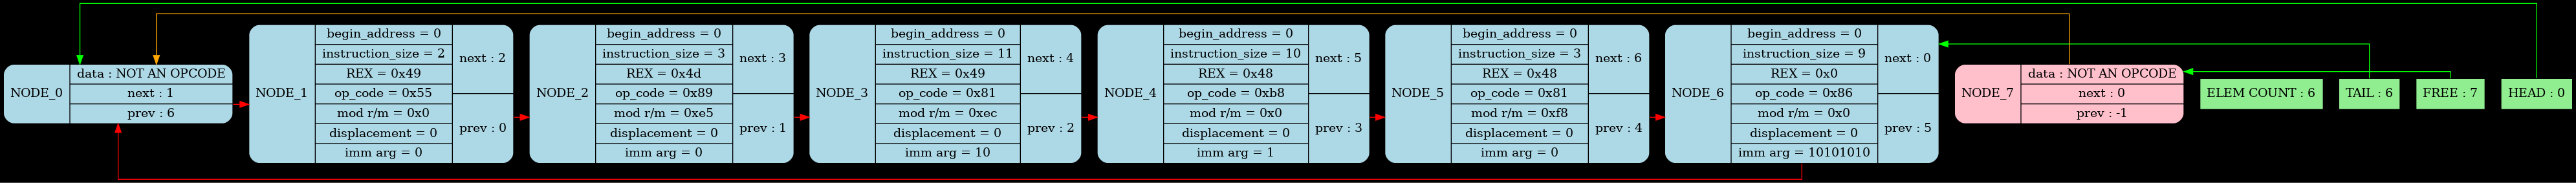 NODE_0
data : NOT AN OPCODE
next : 1
prev : 6
NODE_1
begin_address = 0
instruction_size = 2
REX = 0x49
op_code = 0x55
mod r/m = 0x0
displacement = 0
imm arg = 0
next : 2
prev : 0
NODE_2
begin_address = 0
instruction_size = 3
REX = 0x4d
op_code = 0x89
mod r/m = 0xe5
displacement = 0
imm arg = 0
next : 3
prev : 1
NODE_3
begin_address = 0
instruction_size = 11
REX = 0x49
op_code = 0x81
mod r/m = 0xec
displacement = 0
imm arg = 10
next : 4
prev : 2
NODE_4
begin_address = 0
instruction_size = 10
REX = 0x48
op_code = 0xb8
mod r/m = 0x0
displacement = 0
imm arg = 1
next : 5
prev : 3
NODE_5
begin_address = 0
instruction_size = 3
REX = 0x48
op_code = 0x81
mod r/m = 0xf8
displacement = 0
imm arg = 0
next : 6
prev : 4
NODE_6
begin_address = 0
instruction_size = 9
REX = 0x0
op_code = 0x86
mod r/m = 0x0
displacement = 0
imm arg = 10101010
next : 0
prev : 5
NODE_7
data : NOT AN OPCODE
next : 0
prev : -1
ELEM COUNT : 6
TAIL : 6
FREE : 7
HEAD : 0